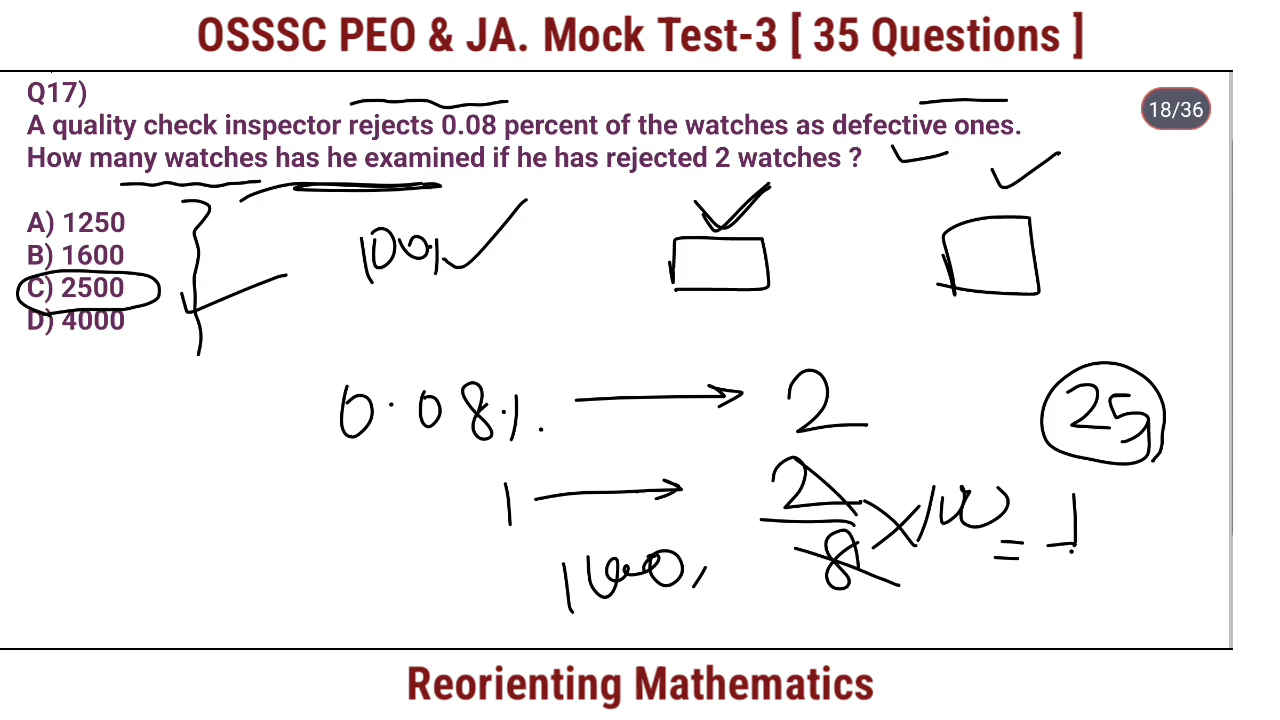 OSSSC PEO & JA. Mock Test-3 [ 35 Questions ]
Q17)
18/36
A quality check inspector rejects 0.08 percent of the watches as defective ones.
How many watches has he examined if he has rejected 2 watches ?
A) 1250
B) 1600
C) 2500
D) 4000
100%
0.08%. 2
25
1 2/8 × 100 = 1
100
Reorienting Mathematics